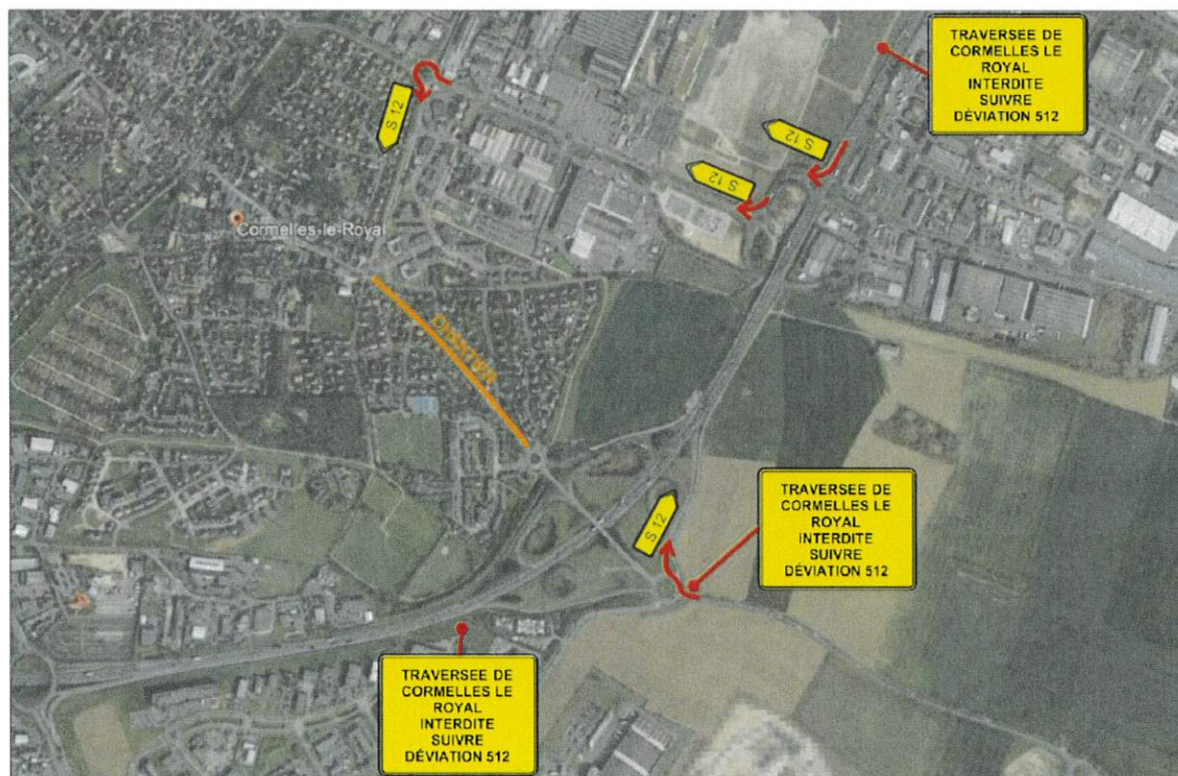 TRAVERSEE DE
CORMELLES LE
ROYAL
INTERDITE
SUIVRE
DÉVIATION 512
S 12
S 12
S 12
Cormelles-le-Royal
CHANTIER
S 12
TRAVERSEE DE
CORMELLES LE
ROYAL
INTERDITE
SUIVRE
DÉVIATION 512
TRAVERSEE DE
CORMELLES LE
ROYAL
INTERDITE
SUIVRE
DÉVIATION 512